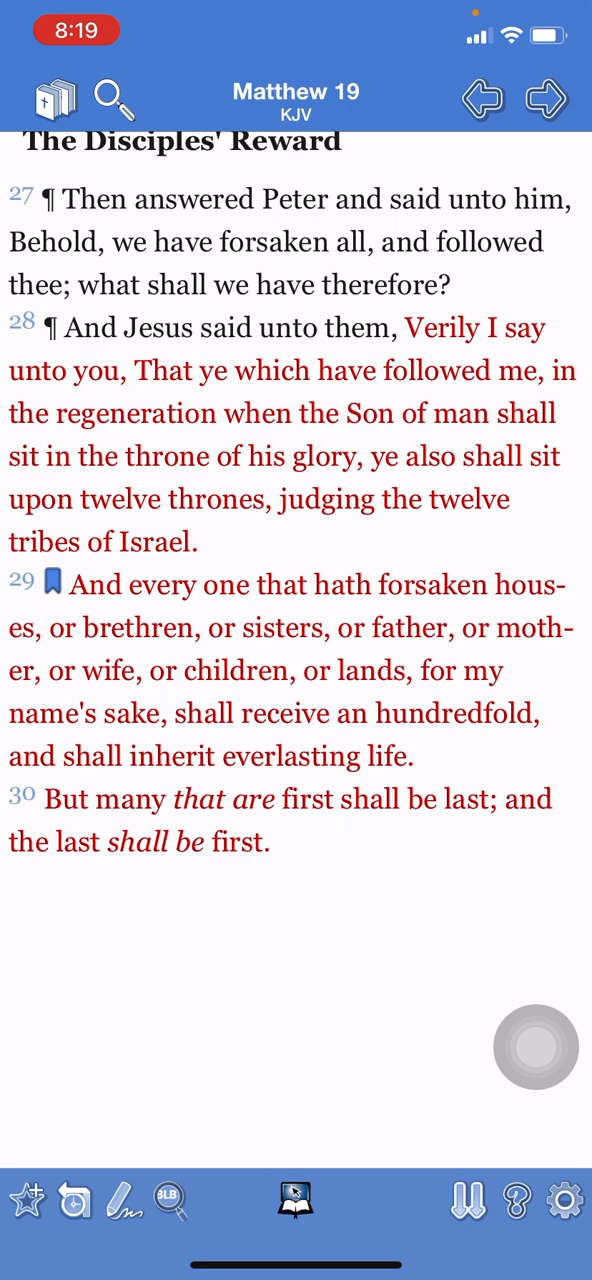 8:19
Matthew 19
KJV
The Disciples' Reward
27 ¶ Then answered Peter and said unto him,
Behold, we have forsaken all, and followed
thee; what shall we have therefore?
28 ¶ And Jesus said unto them, Verily I say
unto you, That ye which have followed me, in
the regeneration when the Son of man shall
sit in the throne of his glory, ye also shall sit
upon twelve thrones, judging the twelve
tribes of Israel.
29 And every one that hath forsaken hous-
es, or brethren, or sisters, or father, or moth-
er, or wife, or children, or lands, for my
name's sake, shall receive an hundredfold,
and shall inherit everlasting life.
30 But many that are first shall be last; and
the last shall be first.
BLB